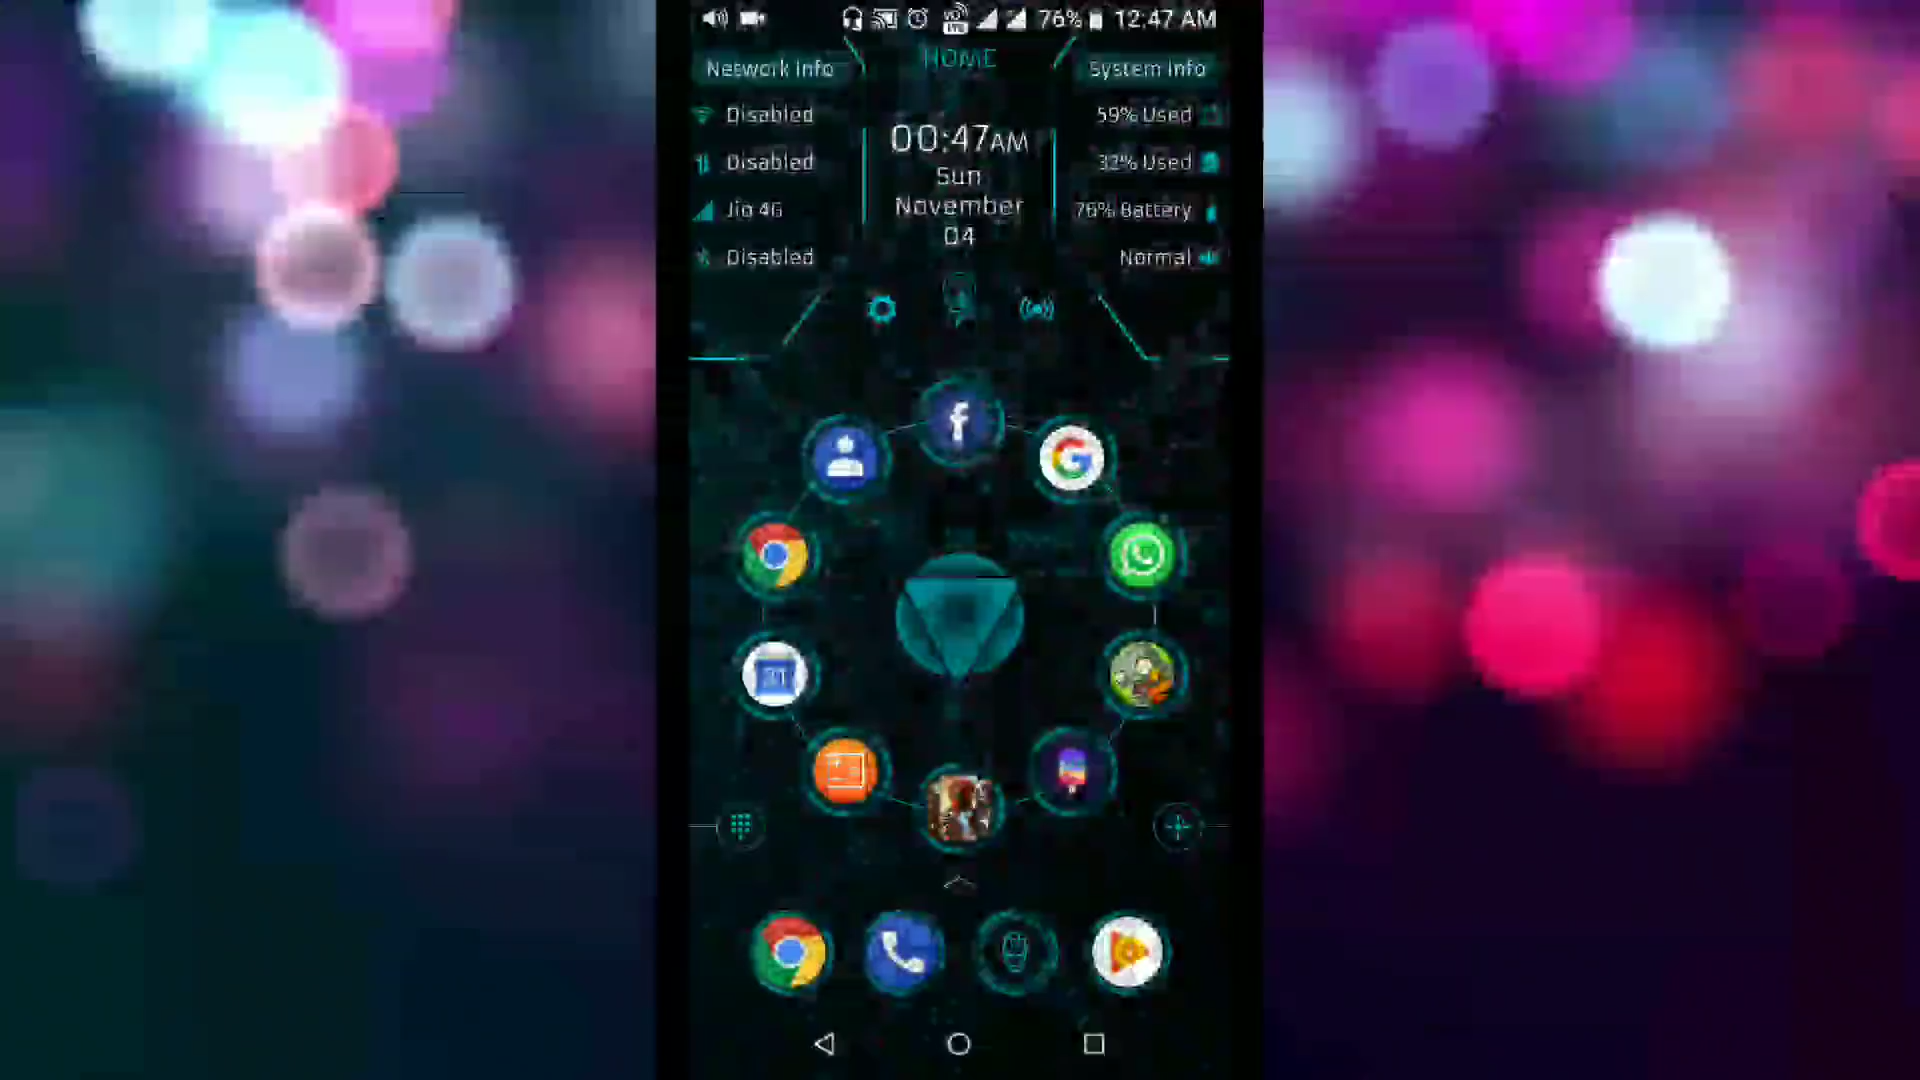 76% 12:47 AM
HOME
Network Info
System Info
Disabled
59% Used
00:47AM
Disabled
32% Used
Sun
November
04
Jio 4G
76% Battery
Disabled
Normal
31